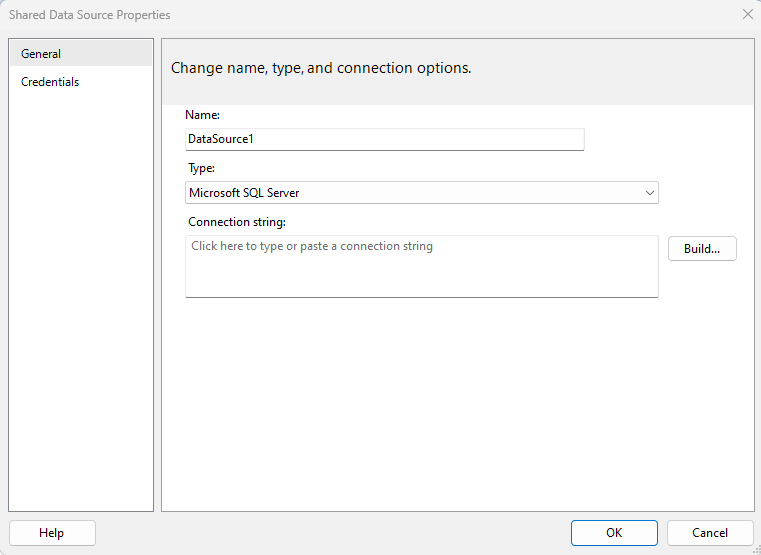 Shared Data Source Properties
General
Credentials
Change name, type, and connection options.
Name:
DataSource1
Type:
Microsoft SQL Server
Connection string:
Click here to type or paste a connection string
Build...
Help
OK
Cancel